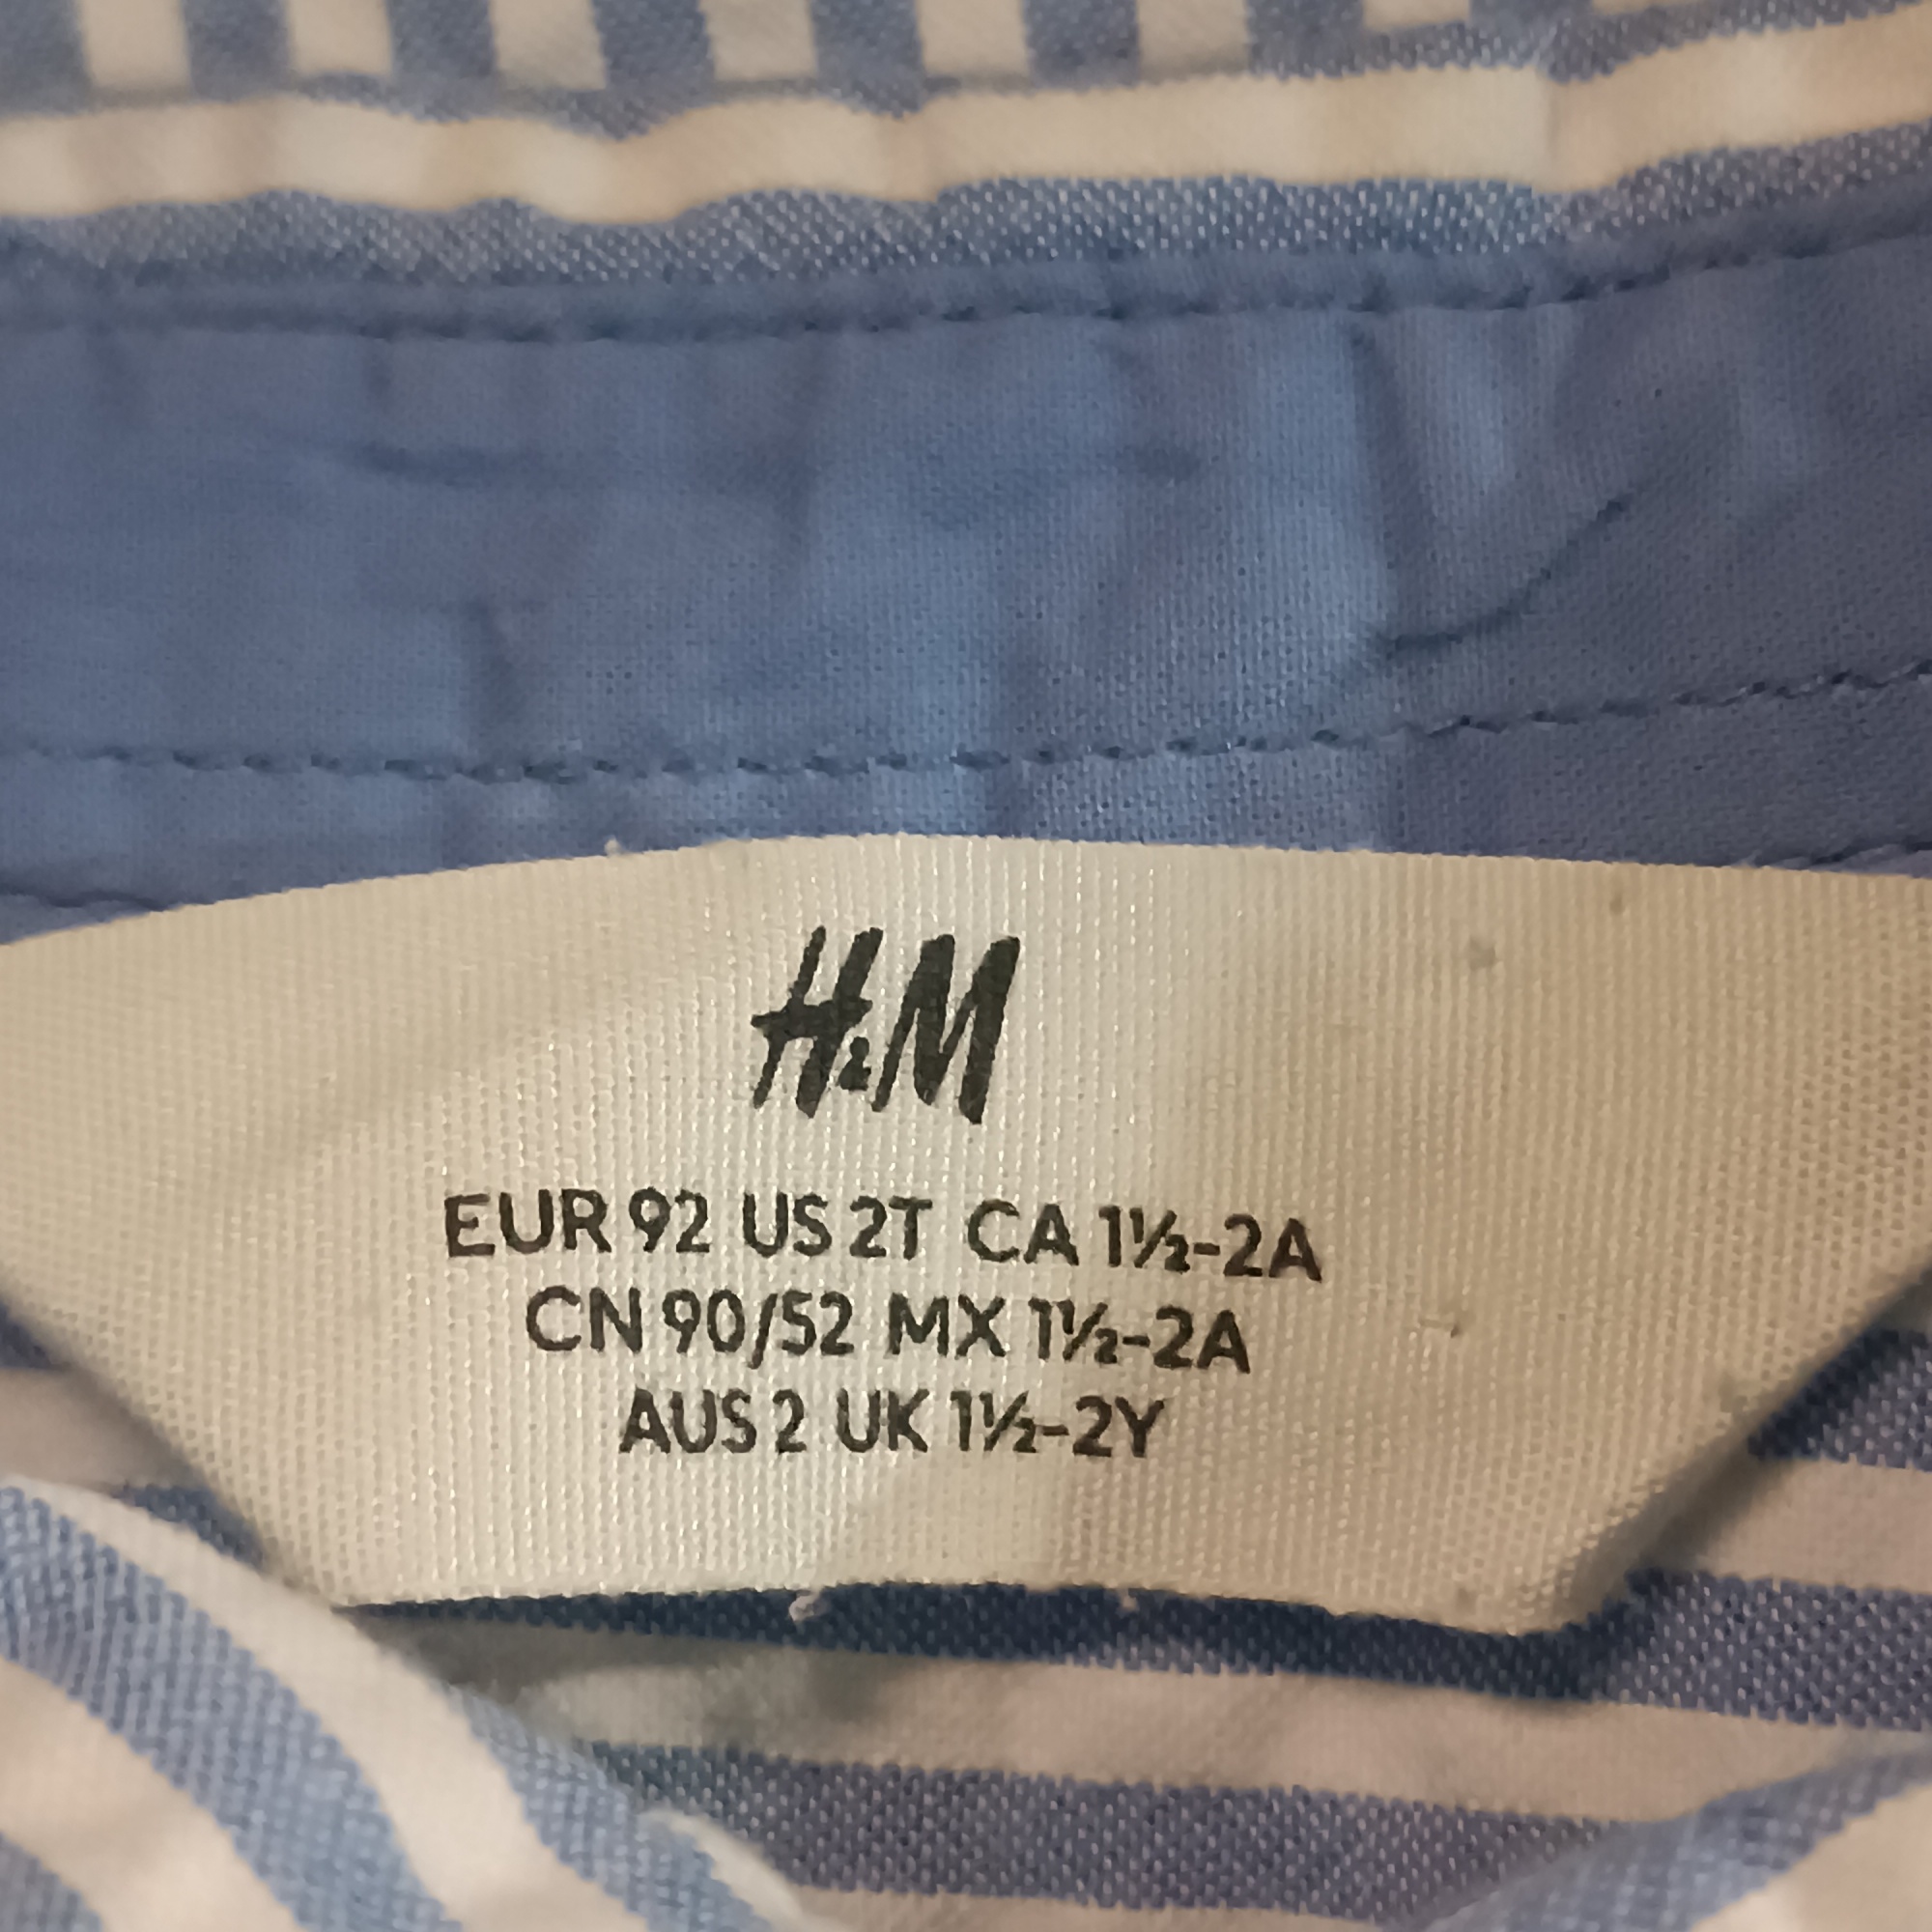 H&M
EUR 92 US 2T CA 1½-2A
CN 90/52 MX 1½-2A
AUS 2 UK 1½-2Y